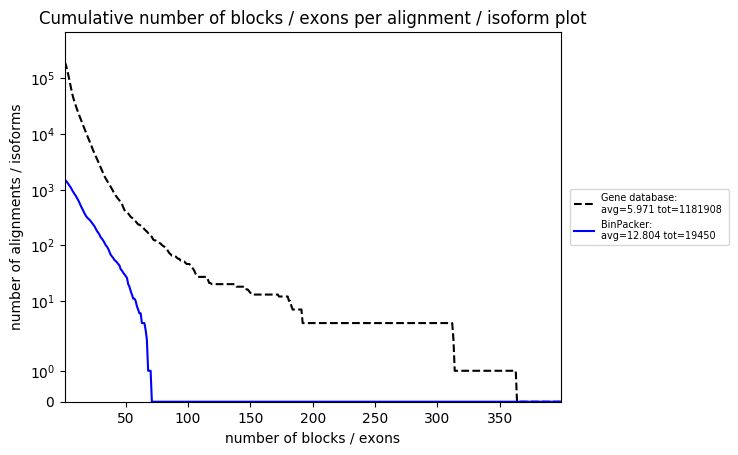 Cumulative number of blocks / exons per alignment / isoform plot
number of alignments / isoforms
10^5
10^4
10^3
10^2
10^1
10^0
0
50
100
150
200
250
300
350
number of blocks / exons
Gene database:
avg=5.971 tot=1181908
BinPacker:
avg=12.804 tot=19450